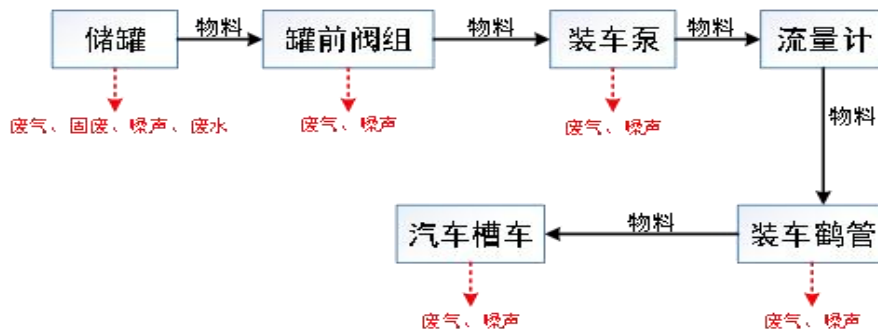 储罐 物料 罐前阀组 物料 装车泵 物料 流量计
废气、固废、噪声、废水 废气、噪声 废气、噪声
物料
汽车槽车 物料 装车鹤管
废气、噪声 废气、噪声